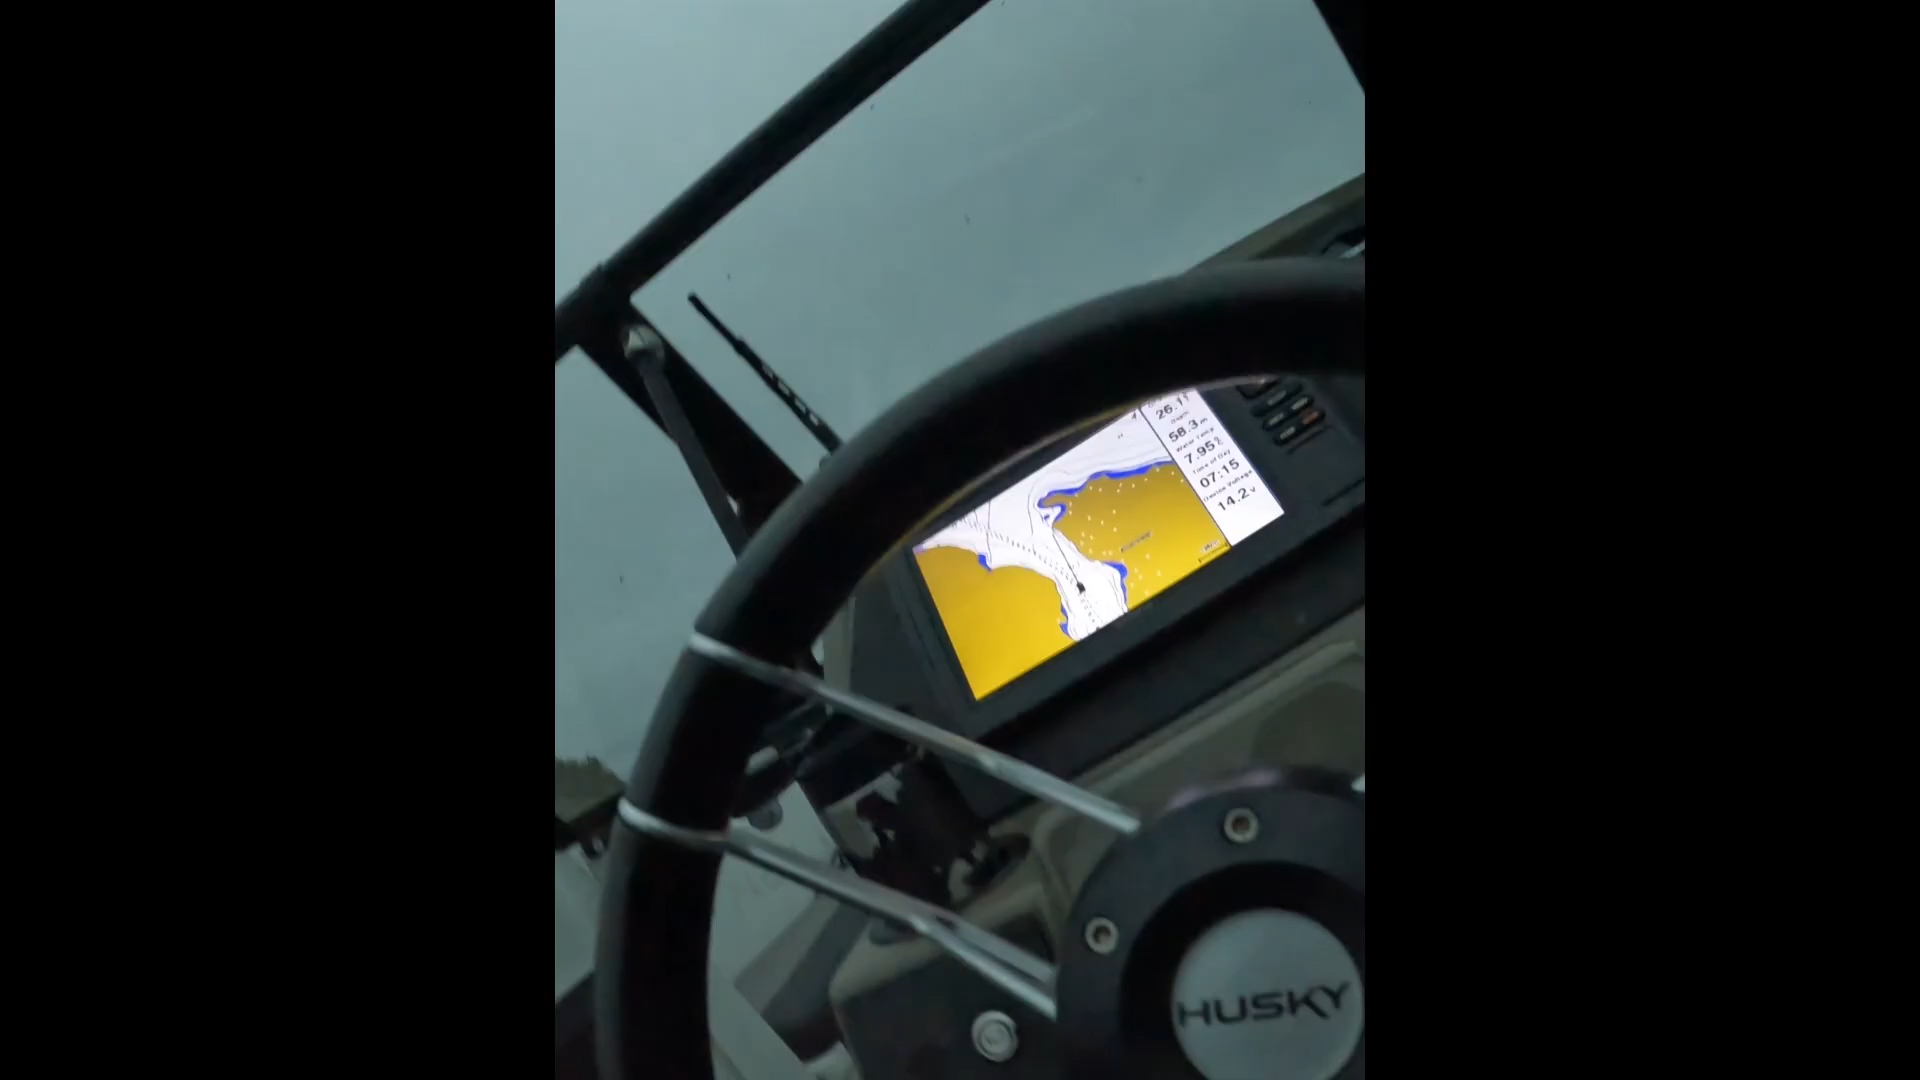 26.1
Depth
58.3 m
Water Temp
7.95 °C
Time of Day
07:15
Device Voltage
14.2 v
HUSKY